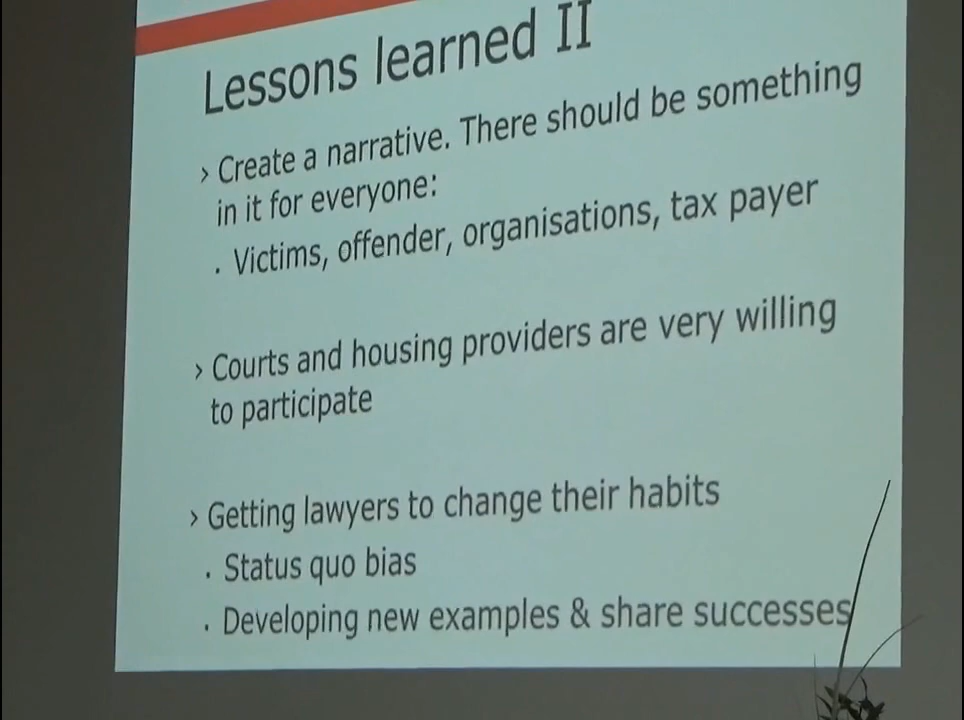 Lessons learned II
› Create a narrative. There should be something
in it for everyone:
. Victims, offender, organisations, tax payer
› Courts and housing providers are very willing
to participate
› Getting lawyers to change their habits
. Status quo bias
. Developing new examples & share successes